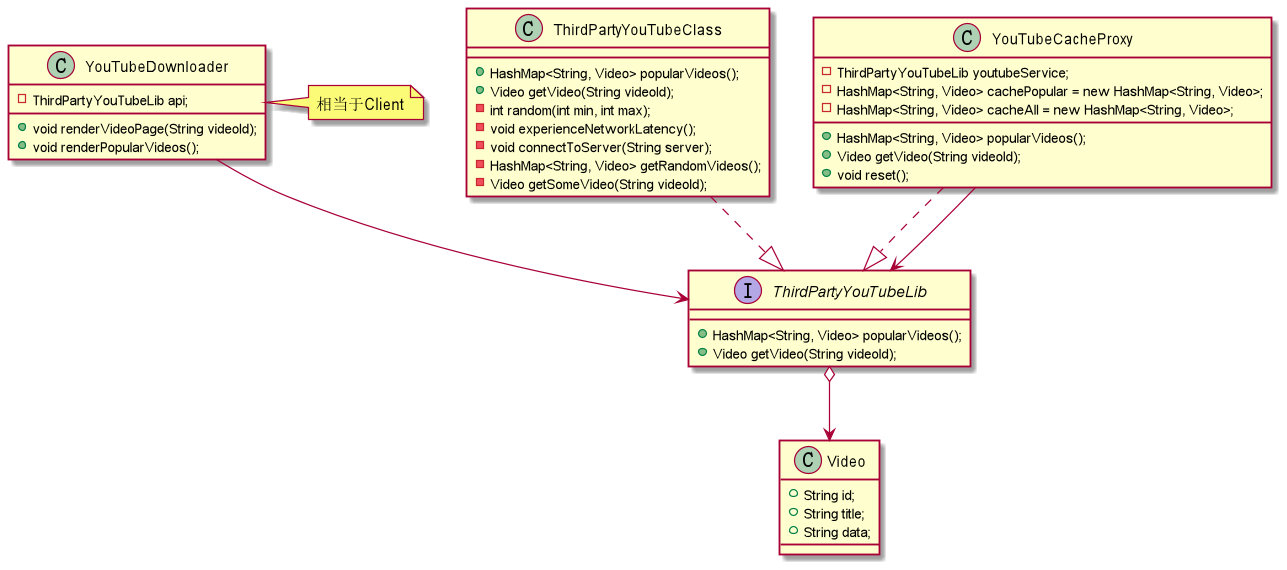 C YouTubeDownloader
ThirdPartyYouTubeLib api;
void renderVideoPage(String videoId);
void renderPopularVideos();
相当于Client
C ThirdPartyYouTubeClass
HashMap<String, Video> popularVideos();
Video getVideo(String videoId);
int random(int min, int max);
void experienceNetworkLatency();
void connectToServer(String server);
HashMap<String, Video> getRandomVideos();
Video getSomeVideo(String videoId);
C YouTubeCacheProxy
ThirdPartyYouTubeLib youtubeService;
HashMap<String, Video> cachePopular = new HashMap<String, Video>;
HashMap<String, Video> cacheAll = new HashMap<String, Video>;
HashMap<String, Video> popularVideos();
Video getVideo(String videoId);
void reset();
I ThirdPartyYouTubeLib
HashMap<String, Video> popularVideos();
Video getVideo(String videoId);
C Video
String id;
String title;
String data;